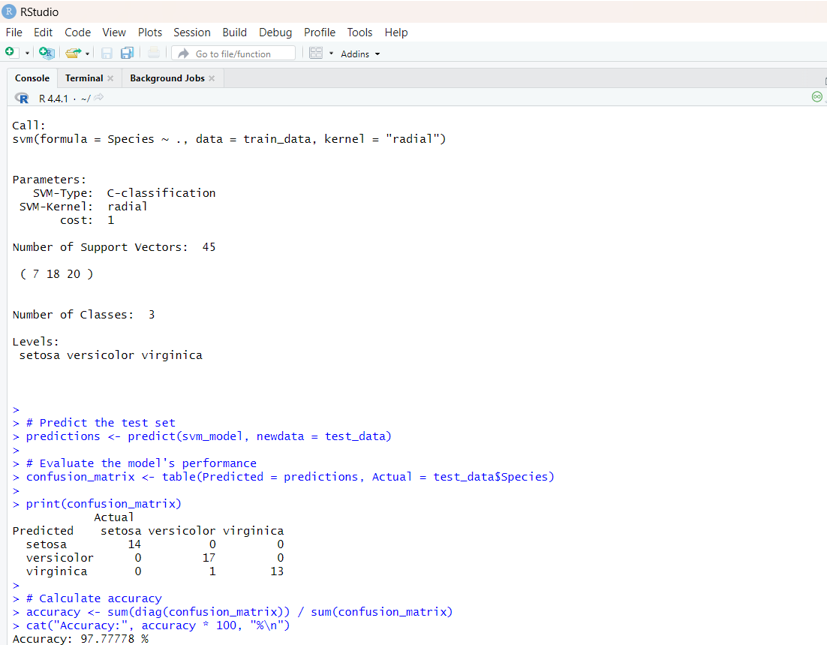 RStudio
File Edit Code View Plots Session Build Debug Profile Tools Help
Go to file/function Addins
Console Terminal Background Jobs
R 4.4.1 · ~/
Call:
svm(formula = Species ~ ., data = train_data, kernel = "radial")
Parameters:
SVM-Type: C-classification
SVM-Kernel: radial
cost: 1
Number of Support Vectors: 45
( 7 18 20 )
Number of Classes: 3
Levels:
setosa versicolor virginica
>
> # Predict the test set
> predictions <- predict(svm_model, newdata = test_data)
>
> # Evaluate the model's performance
> confusion_matrix <- table(Predicted = predictions, Actual = test_data$Species)
>
> print(confusion_matrix)
Actual
Predicted setosa versicolor virginica
setosa 14 0 0
versicolor 0 17 0
virginica 0 1 13
>
> # Calculate accuracy
> accuracy <- sum(diag(confusion_matrix)) / sum(confusion_matrix)
> cat("Accuracy:", accuracy * 100, "%\n")
Accuracy: 97.77778 %